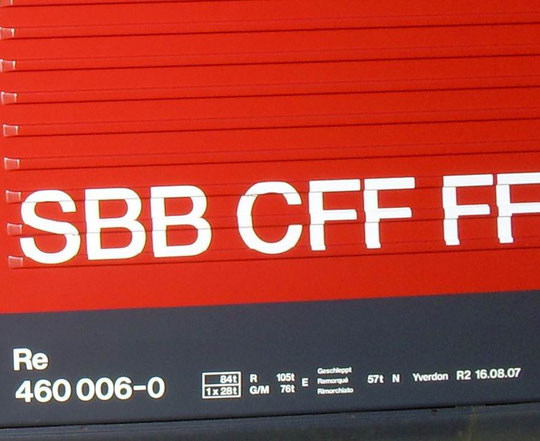 SBB CFF FF
Re
460 006-0
84t
1 x 28t
R 105t
G/M 76t
E
Geschleppt
Remorqué
Rimorchiato
57t N Yverdon R2 16.08.07